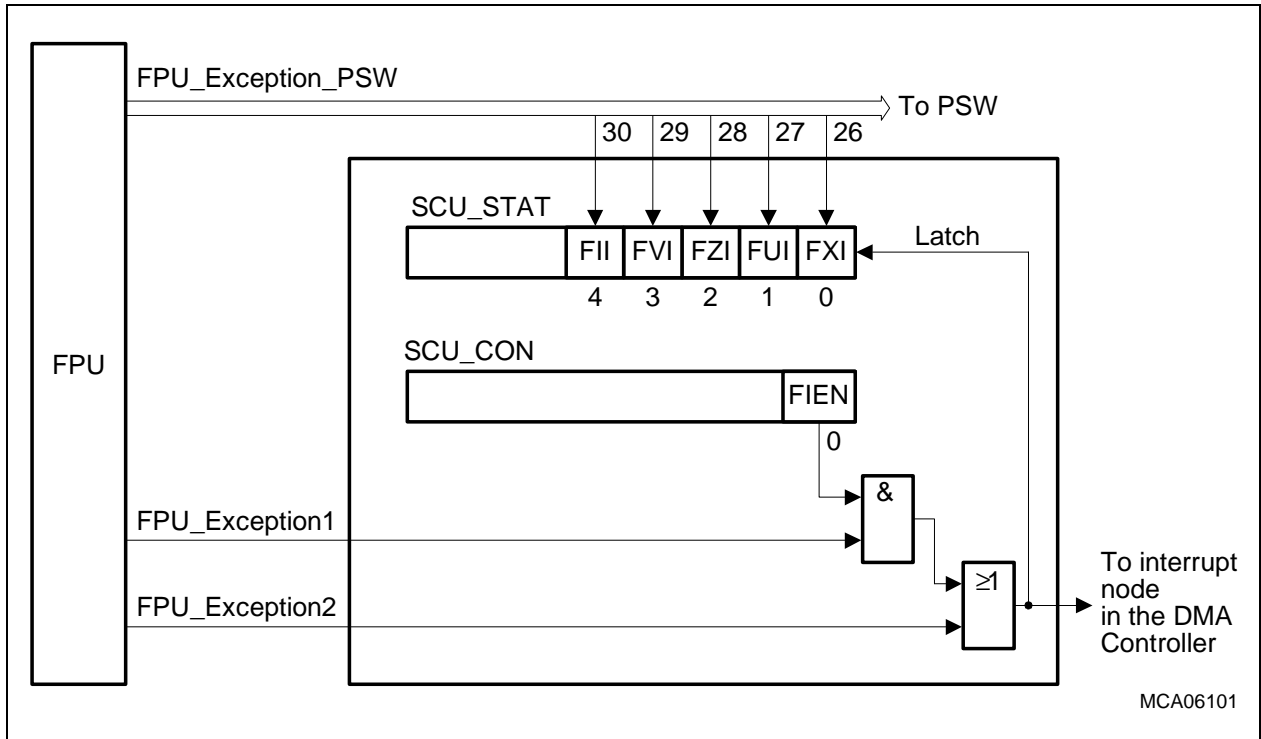 FPU_Exception_PSW
To PSW
30 29 28 27 26
SCU_STAT
Latch
FII FVI FZI FUI FXI
4 3 2 1 0
SCU_CON
FPU
FIEN
0
&
FPU_Exception1
≥1
To interrupt
node
in the DMA
Controller
FPU_Exception2
MCA06101